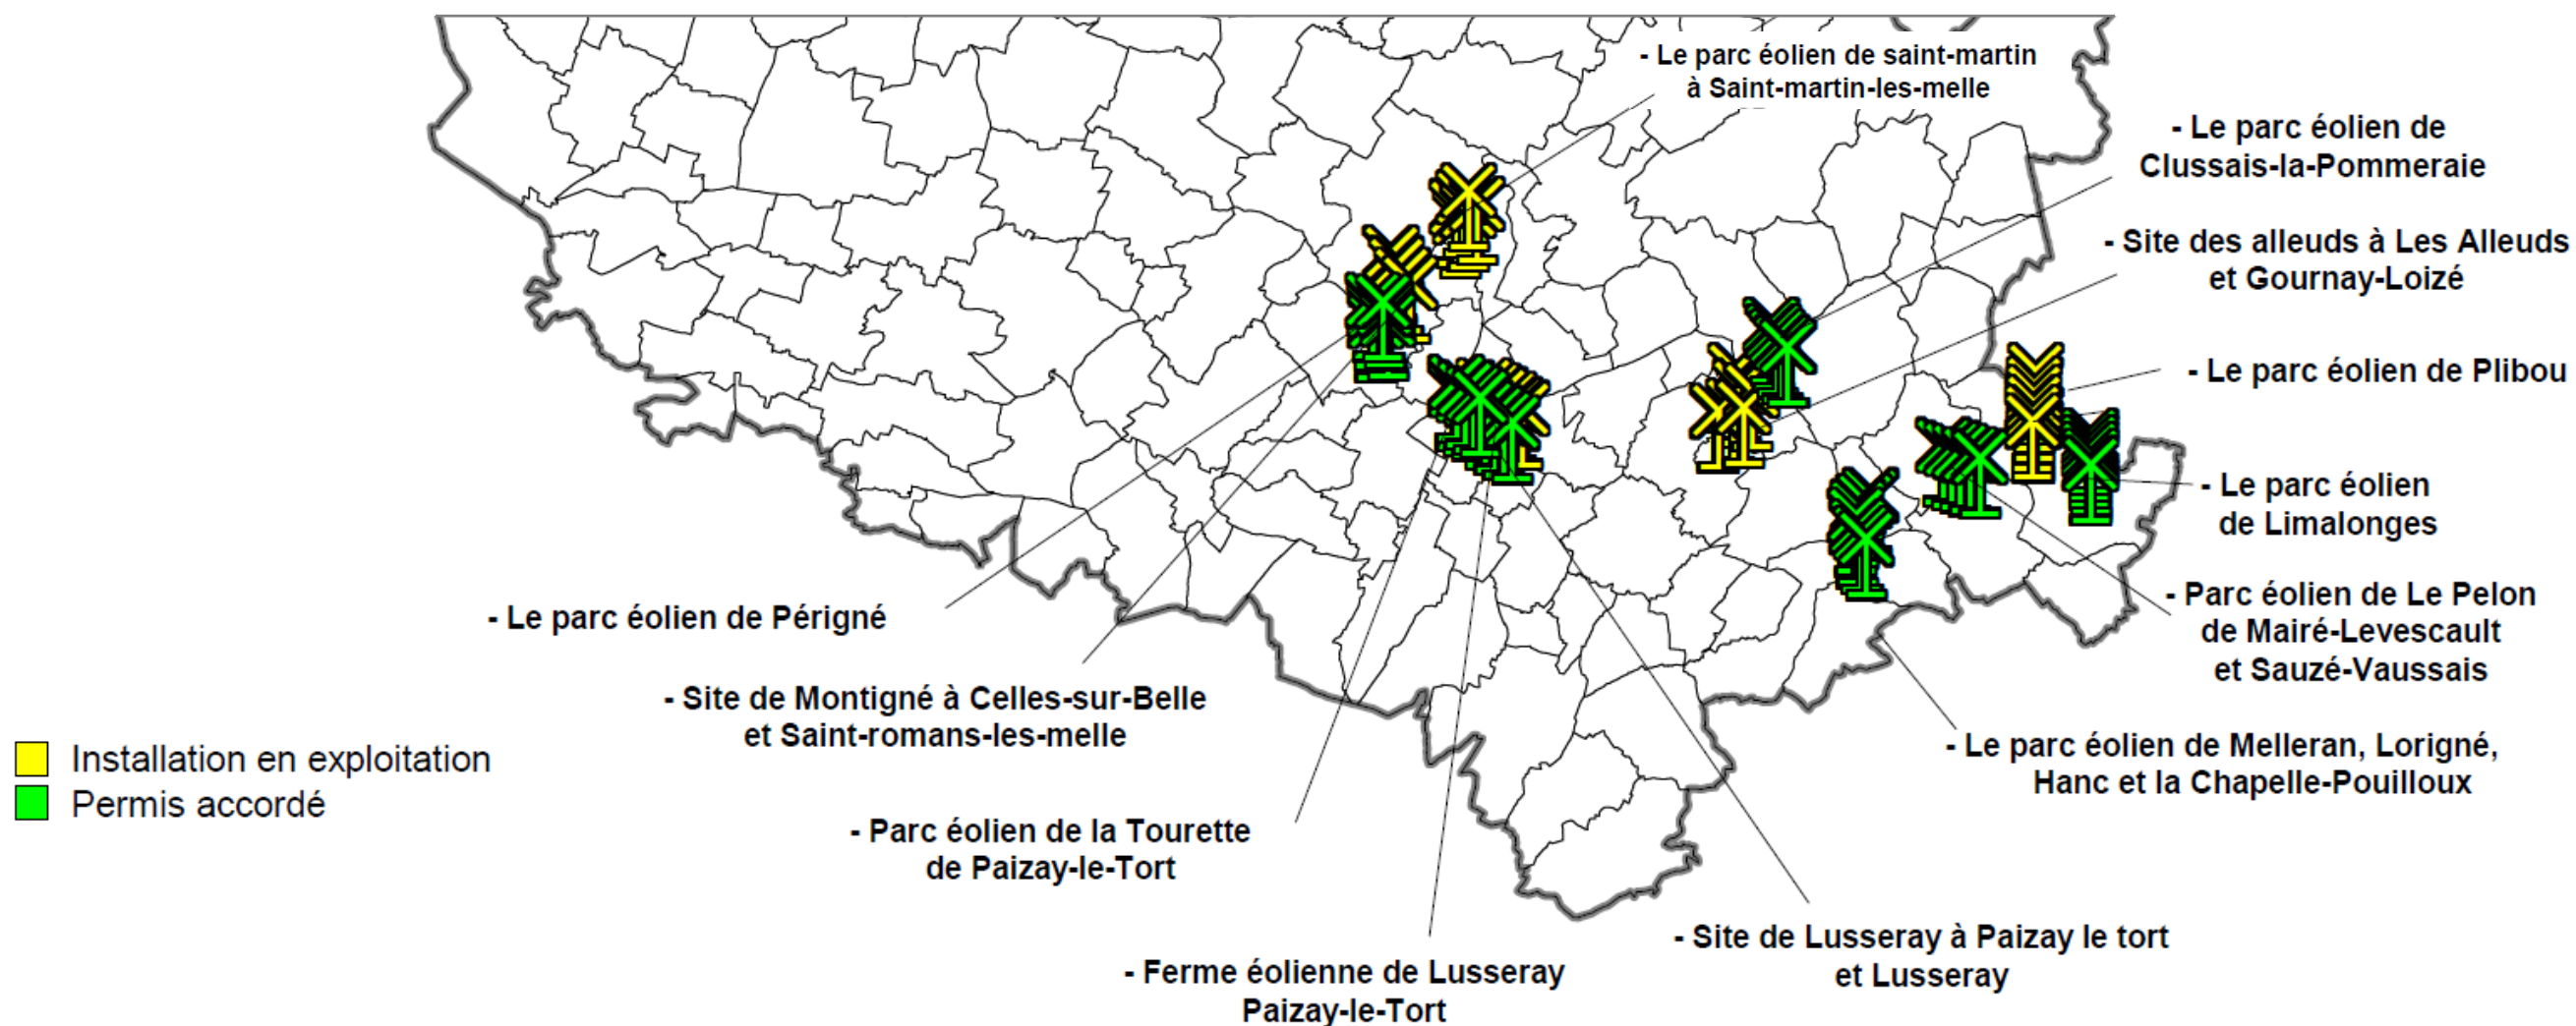 - Le parc éolien de saint-martin
à Saint-martin-les-melle
- Le parc éolien de
Clussais-la-Pommeraie
- Site des alleuds à Les Alleuds
et Gournay-Loizé
- Le parc éolien de Plibou
- Le parc éolien
de Limalonges
- Parc éolien de Le Pelon
de Mairé-Levescault
et Sauzé-Vaussais
- Le parc éolien de Melleran, Lorigné,
Hanc et la Chapelle-Pouilloux
- Le parc éolien de Périgné
- Site de Montigné à Celles-sur-Belle
et Saint-romans-les-melle
- Parc éolien de la Tourette
de Paizay-le-Tort
- Ferme éolienne de Lusseray
Paizay-le-Tort
- Site de Lusseray à Paizay le tort
et Lusseray
Installation en exploitation
Permis accordé